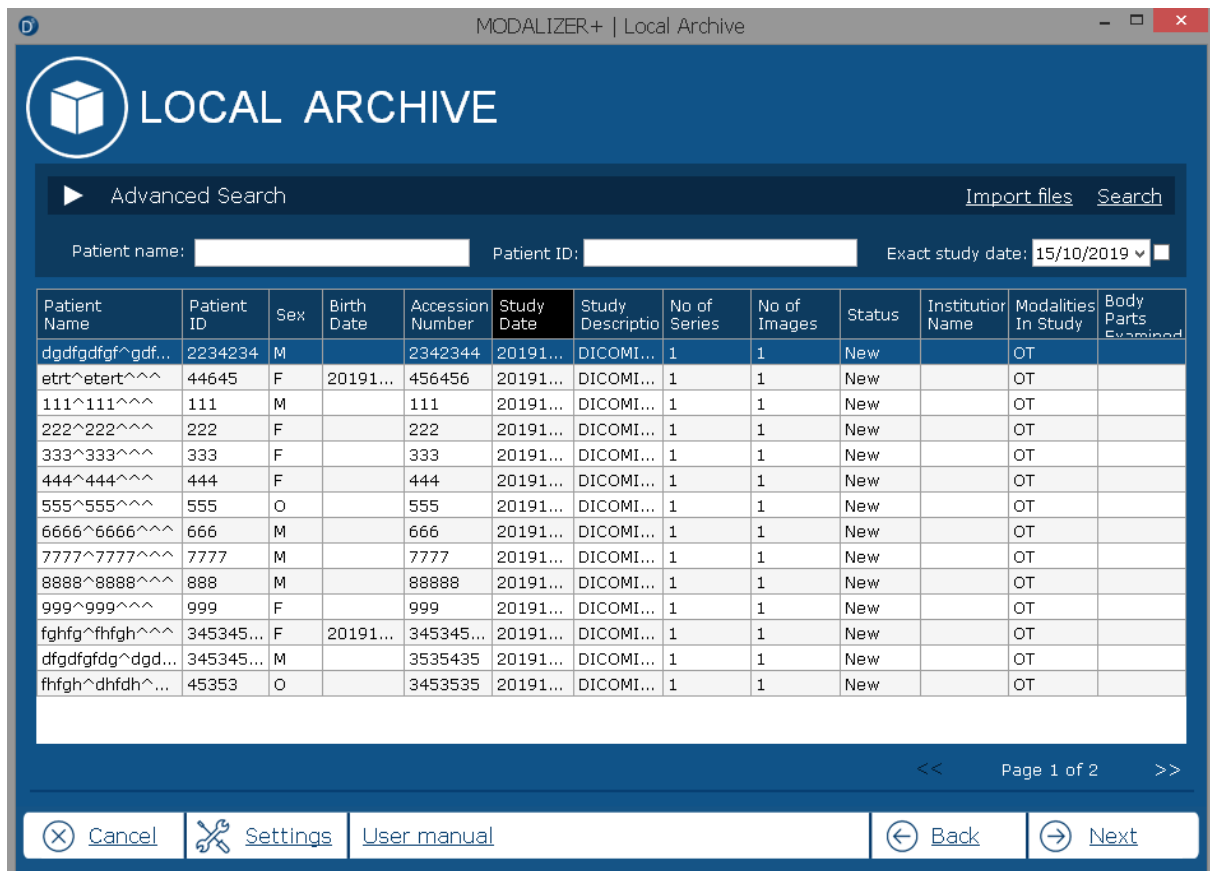 MODALIZER+ | Local Archive
LOCAL ARCHIVE
Advanced Search Import files Search
Patient name: Patient ID: Exact study date: 15/10/2019
Patient Name Patient ID Sex Birth Date Accession Number Study Date Study Descriptio No of Series No of Images Status Institution Name Modalities In Study Body Parts Examined
dgdfgdfgf^gdf... 2234234 M 2342344 20191... DICOMI... 1 1 New OT
etrt^etert^^^ 44645 F 20191... 456456 20191... DICOMI... 1 1 New OT
111^111^^^ 111 M 111 20191... DICOMI... 1 1 New OT
222^222^^^ 222 F 222 20191... DICOMI... 1 1 New OT
333^333^^^ 333 F 333 20191... DICOMI... 1 1 New OT
444^444^^^ 444 F 444 20191... DICOMI... 1 1 New OT
555^555^^^ 555 O 555 20191... DICOMI... 1 1 New OT
6666^6666^^^ 666 M 666 20191... DICOMI... 1 1 New OT
7777^7777^^^ 7777 M 7777 20191... DICOMI... 1 1 New OT
8888^8888^^^ 888 M 88888 20191... DICOMI... 1 1 New OT
999^999^^^ 999 F 999 20191... DICOMI... 1 1 New OT
fghfg^fhfgh^^^ 345345... F 20191... 345345... 20191... DICOMI... 1 1 New OT
dfgdfgfdg^dgd... 345345... M 3535435 20191... DICOMI... 1 1 New OT
fhfgh^dhfdh^... 45353 O 3453535 20191... DICOMI... 1 1 New OT
<< Page 1 of 2 >>
Cancel Settings User manual Back Next